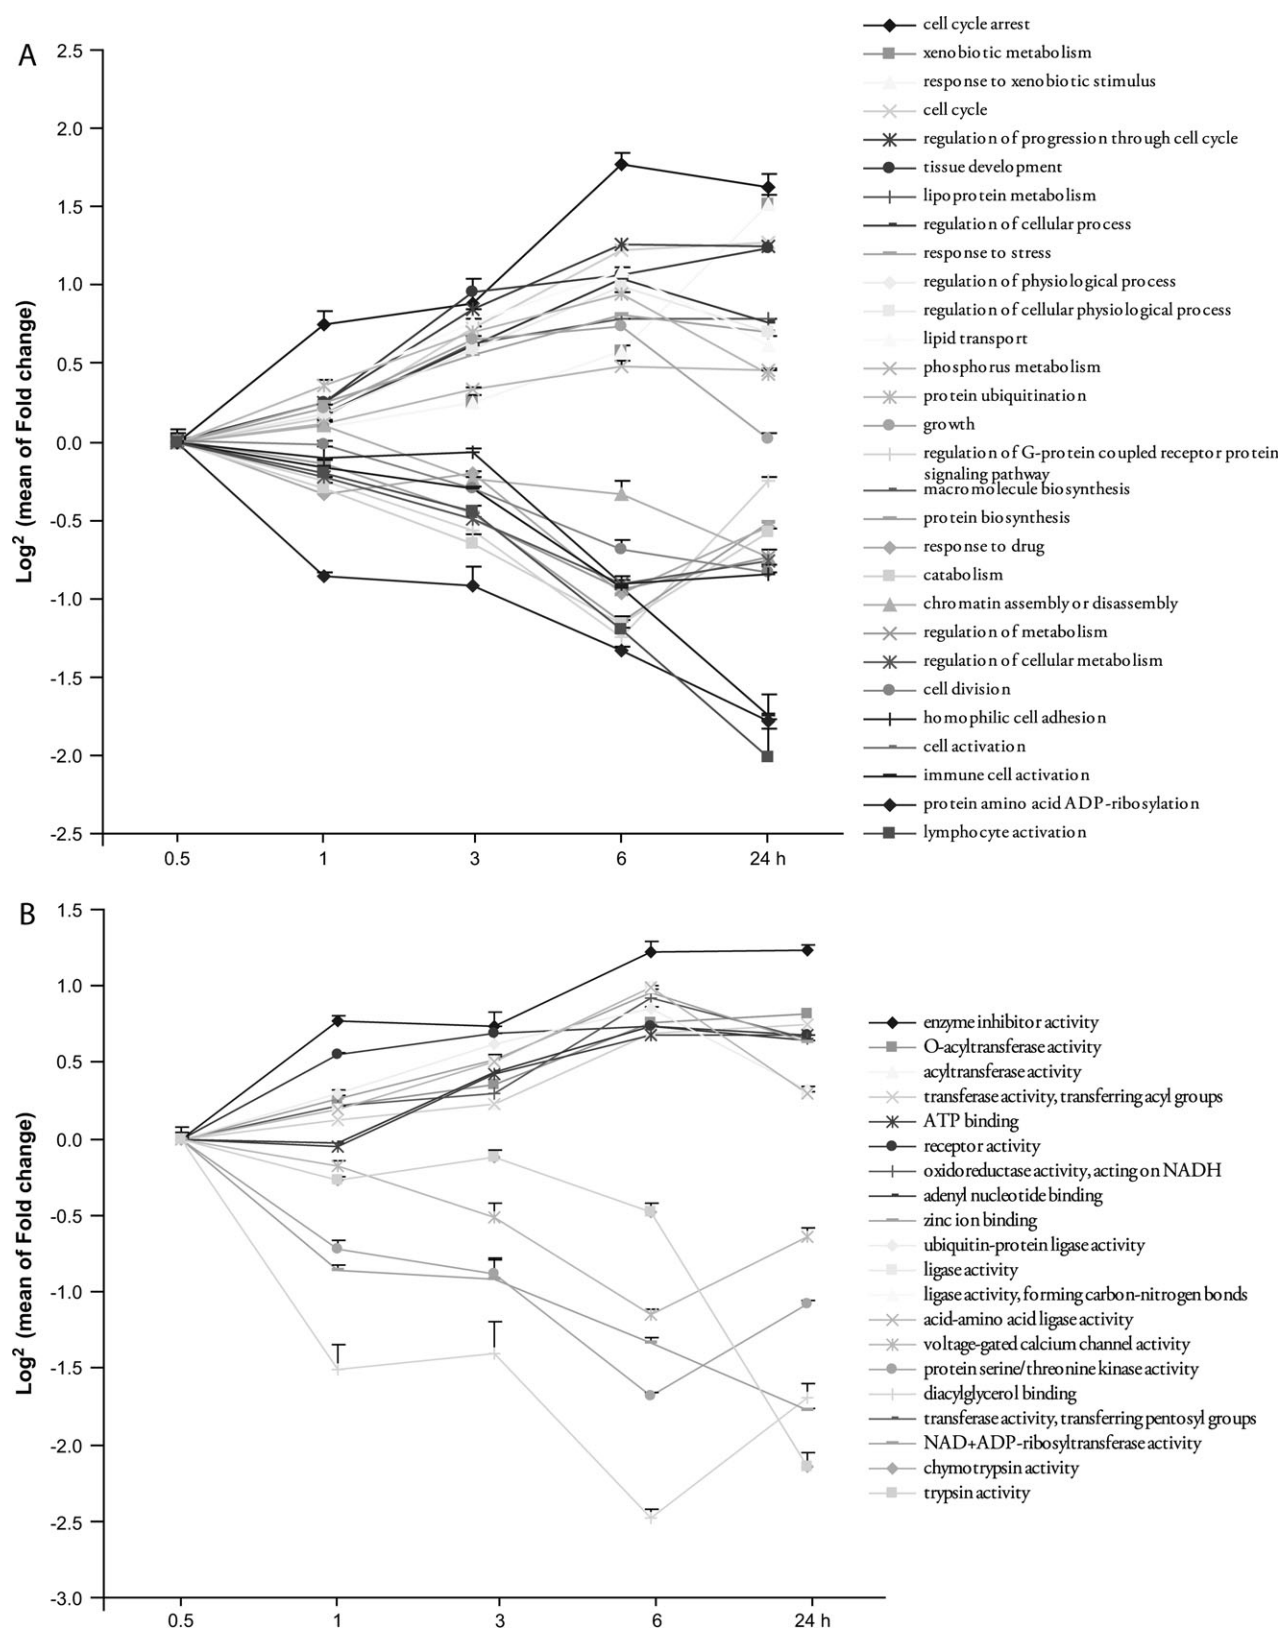 A
Log² (mean of Fold change)
2.5
2.0
1.5
1.0
0.5
0.0
-0.5
-1.0
-1.5
-2.0
-2.5
0.5 1 3 6 24 h
cell cycle arrest
xenobiotic metabolism
response to xenobiotic stimulus
cell cycle
regulation of progression through cell cycle
tissue development
lipoprotein metabolism
regulation of cellular process
response to stress
regulation of physiological process
regulation of cellular physiological process
lipid transport
phosphorus metabolism
protein ubiquitination
growth
regulation of G-protein coupled receptor protein
signaling pathway
macromolecule biosynthesis
protein biosynthesis
response to drug
catabolism
chromatin assembly or disassembly
regulation of metabolism
regulation of cellular metabolism
cell division
homophilic cell adhesion
cell activation
immune cell activation
protein amino acid ADP-ribosylation
lymphocyte activation
B
Log² (mean of Fold change)
1.5
1.0
0.5
0.0
-0.5
-1.0
-1.5
-2.0
-2.5
-3.0
0.5 1 3 6 24 h
enzyme inhibitor activity
O-acyltransferase activity
acyltransferase activity
transferase activity, transferring acyl groups
ATP binding
receptor activity
oxidoreductase activity, acting on NADH
adenyl nucleotide binding
zinc ion binding
ubiquitin-protein ligase activity
ligase activity
ligase activity, forming carbon-nitrogen bonds
acid-amino acid ligase activity
voltage-gated calcium channel activity
protein serine/threonine kinase activity
diacylglycerol binding
transferase activity, transferring pentosyl groups
NAD+ADP-ribosyltransferase activity
chymotrypsin activity
trypsin activity